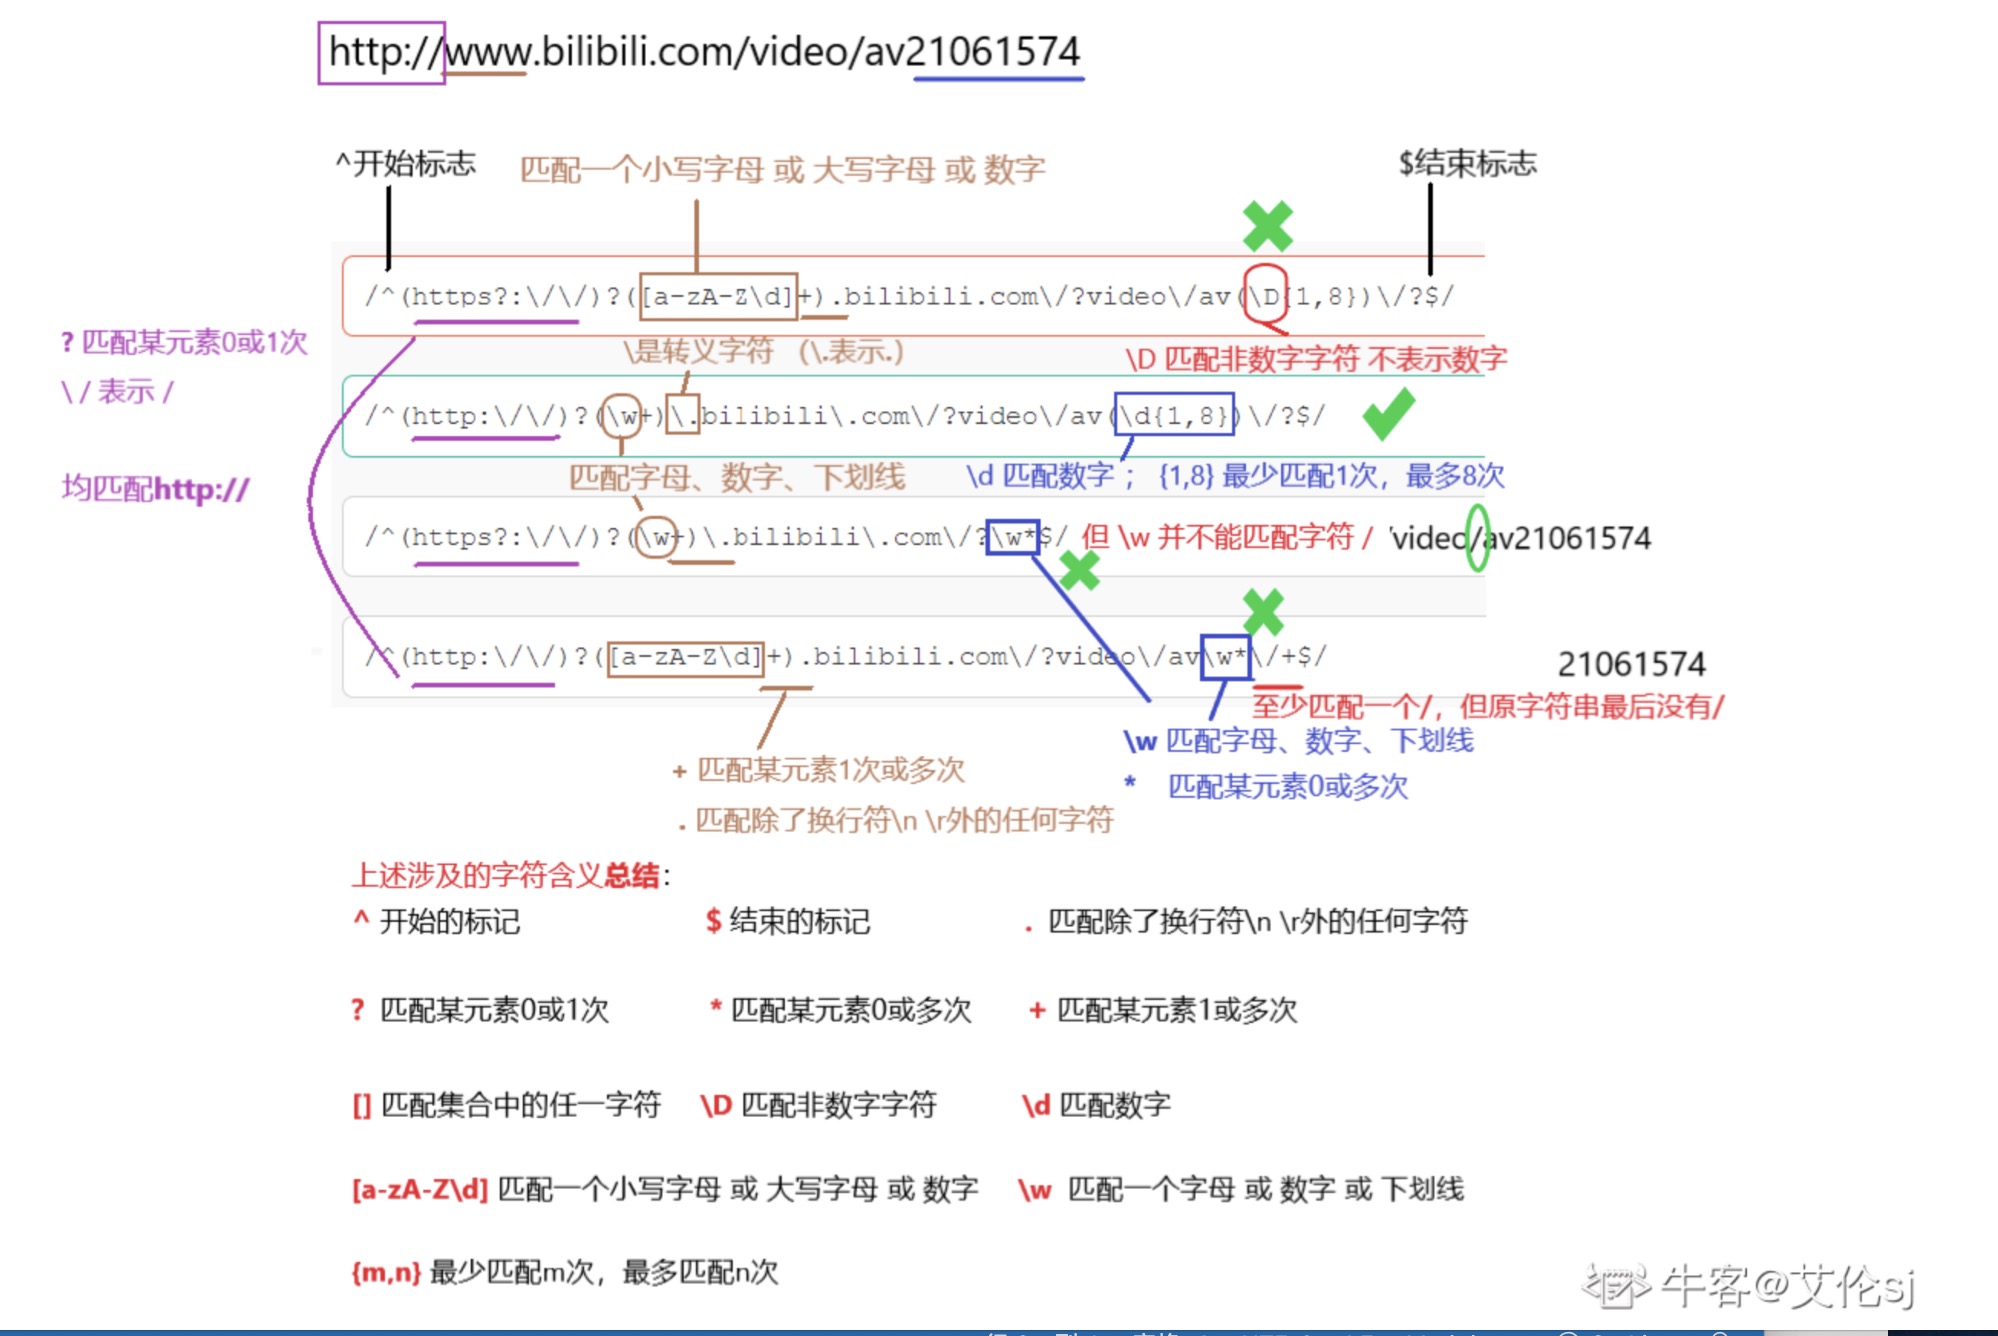 http://www.bilibili.com/video/av21061574
^开始标志
匹配一个小写字母 或 大写字母 或 数字
$结束标志
/^(https?:\/\/)?([a-zA-Z\d]+).bilibili.com\/?video\/av(\D{1,8})\/?$/
? 匹配某元素0或1次
\是转义字符 （\.表示.）
\D 匹配非数字字符 不表示数字
\ / 表示 /
/^(http:\/\/)?(\w+)\.bilibili\.com\/?video\/av(\d{1,8})\/?$/
匹配字母、数字、下划线
\d 匹配数字； {1,8} 最少匹配1次，最多8次
均匹配http://
/^(https?:\/\/)?(\w+)\.bilibili\.com\/?\w*$/
但 \w 并不能匹配字符 /
video/av21061574
/^(http:\/\/)?([a-zA-Z\d]+).bilibili.com\/?video\/av\w*\/+$/
21061574
至少匹配一个/，但原字符串最后没有/
\w 匹配字母、数字、下划线
+ 匹配某元素1次或多次
* 匹配某元素0或多次
. 匹配除了换行符\n \r外的任何字符
上述涉及的字符含义总结：
^ 开始的标记 $ 结束的标记 . 匹配除了换行符\n \r外的任何字符
? 匹配某元素0或1次 * 匹配某元素0或多次 + 匹配某元素1或多次
[] 匹配集合中的任一字符 \D 匹配非数字字符 \d 匹配数字
[a-zA-Z\d] 匹配一个小写字母 或 大写字母 或 数字 \w 匹配一个字母 或 数字 或 下划线
{m,n} 最少匹配m次，最多匹配n次
牛客@艾伦sj